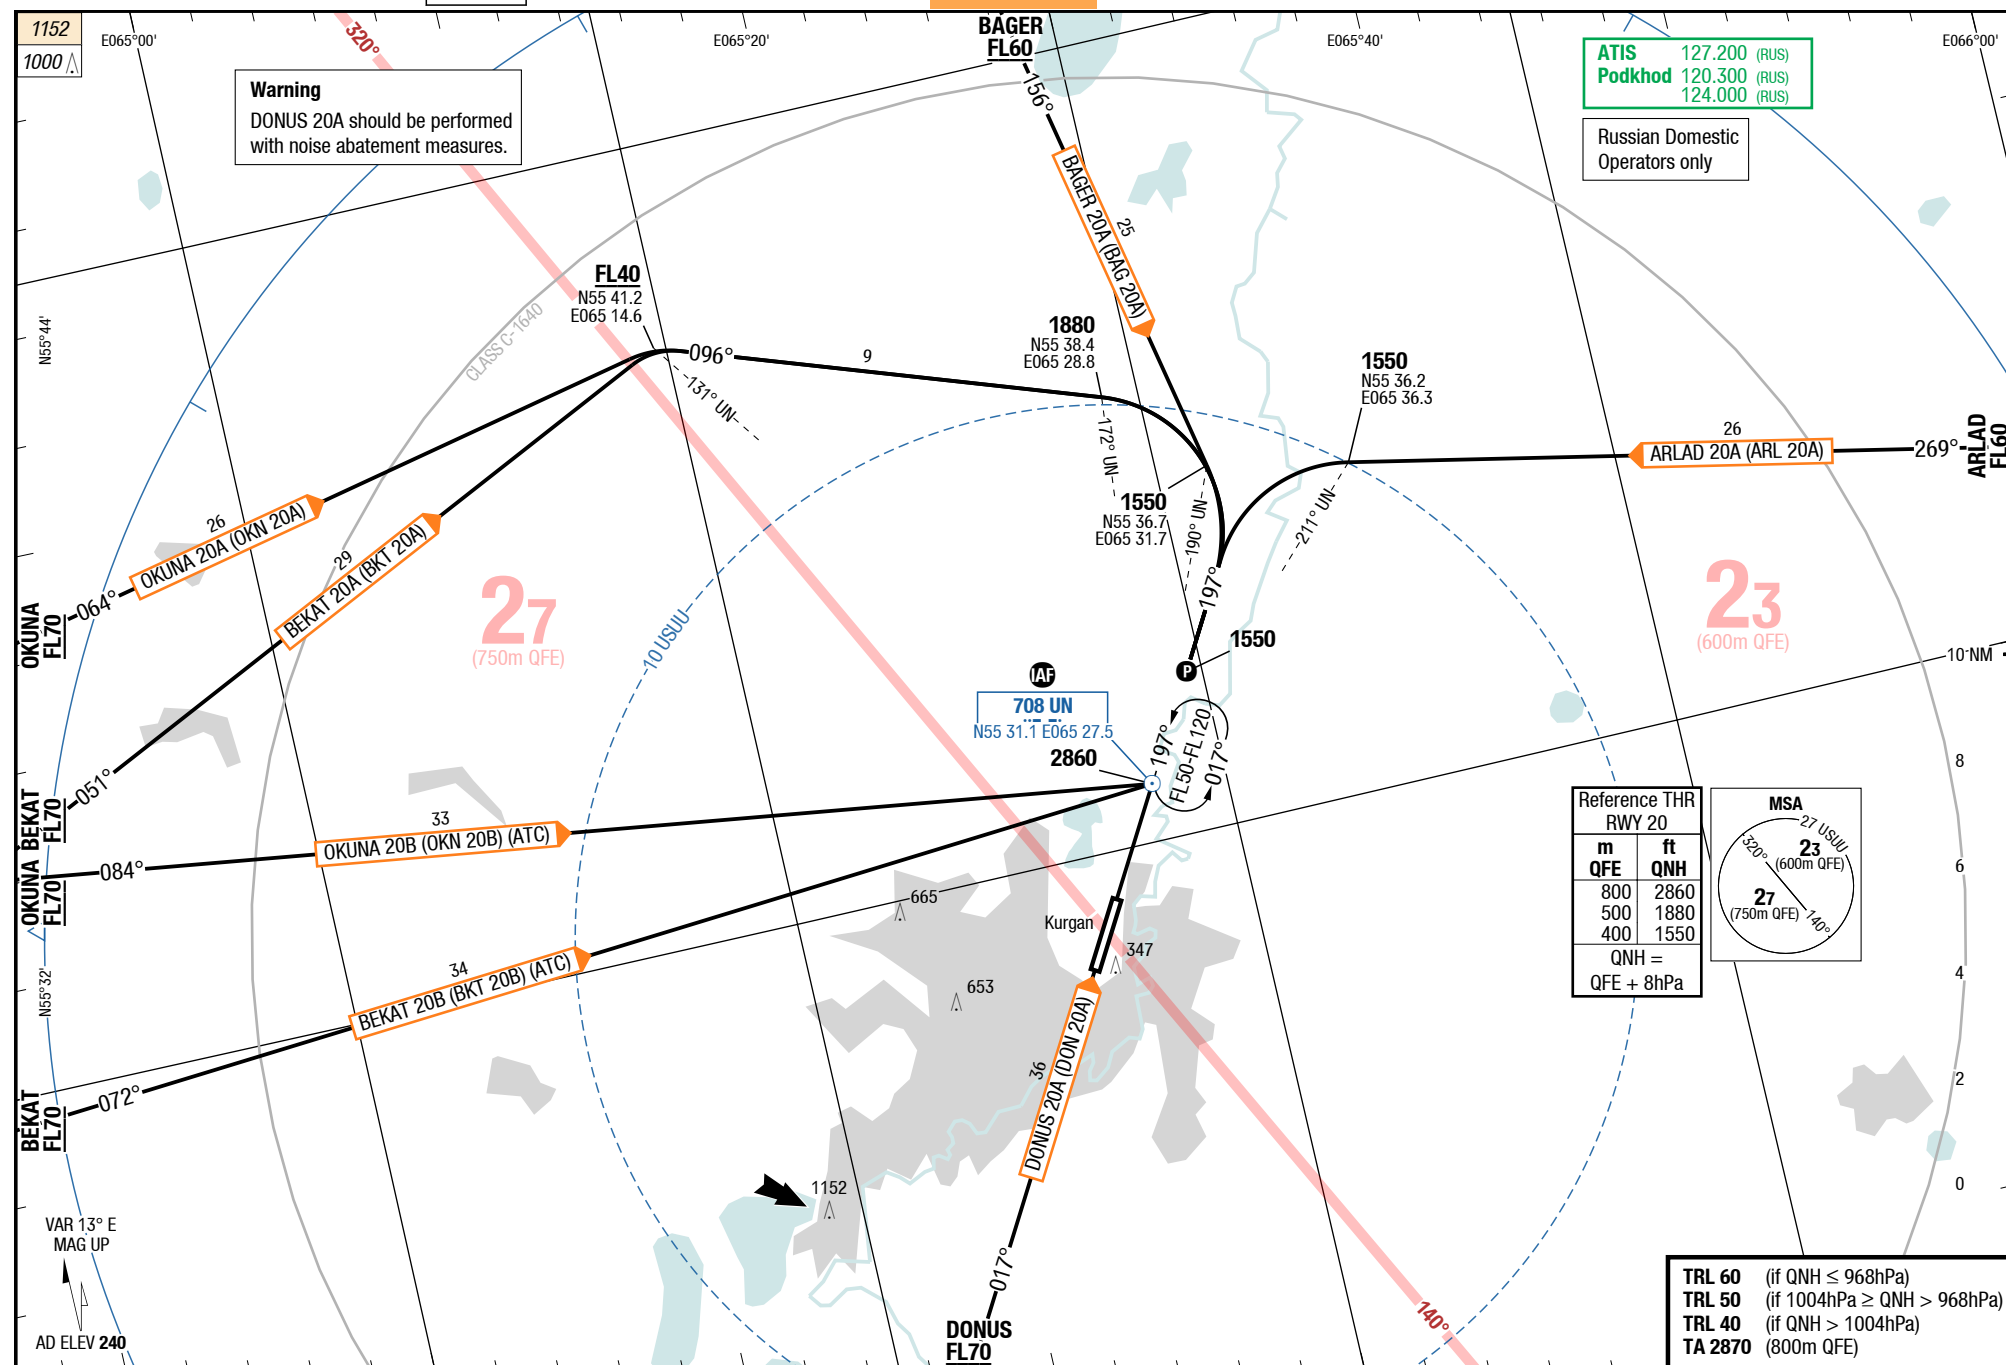 1152
1000
E065°00'
E065°20'
E065°40'
E066°00'
320°
BAGER
FL60
ATIS 127.200 (RUS)
Podkhod 120.300 (RUS)
124.000 (RUS)
Russian Domestic
Operators only
Warning
DONUS 20A should be performed
with noise abatement measures.
156°
25
BAGER 20A (BAG 20A)
CLASS C-1640
N55°44'
FL40
N55 41.2
E065 14.6
096°
9
131° UN
1880
N55 38.4
E065 28.8
172° UN
1550
N55 36.7
E065 31.7
190° UN
1550
N55 36.2
E065 36.3
211° UN
26
ARLAD 20A (ARL 20A)
269°
ARLAD
FL60
26
OKUNA 20A (OKN 20A)
064°
OKUNA
FL70
29
BEKAT 20A (BKT 20A)
051°
BEKAT
FL70
27
(750m QFE)
10 USUU
23
(600m QFE)
197°
1550
P
IAF
708 UN
N55 31.1 E065 27.5
2860
197°
FL50-FL120
017°
10 NM
8
6
4
2
0
33
OKUNA 20B (OKN 20B) (ATC)
084°
OKUNA
FL70
34
BEKAT 20B (BKT 20B) (ATC)
072°
BEKAT
FL70
N55°32'
665
Kurgan
347
653
1152
36
DONUS 20A (DON 20A)
017°
DONUS
FL70
140°
Reference THR
RWY 20
m ft
QFE QNH
800 2860
500 1880
400 1550
QNH =
QFE + 8hPa
MSA
27 USUU
320°
23
(600m QFE)
27
(750m QFE)
140°
VAR 13° E
MAG UP
AD ELEV 240
TRL 60 (if QNH ≤ 968hPa)
TRL 50 (if 1004hPa ≥ QNH > 968hPa)
TRL 40 (if QNH > 1004hPa)
TA 2870 (800m QFE)